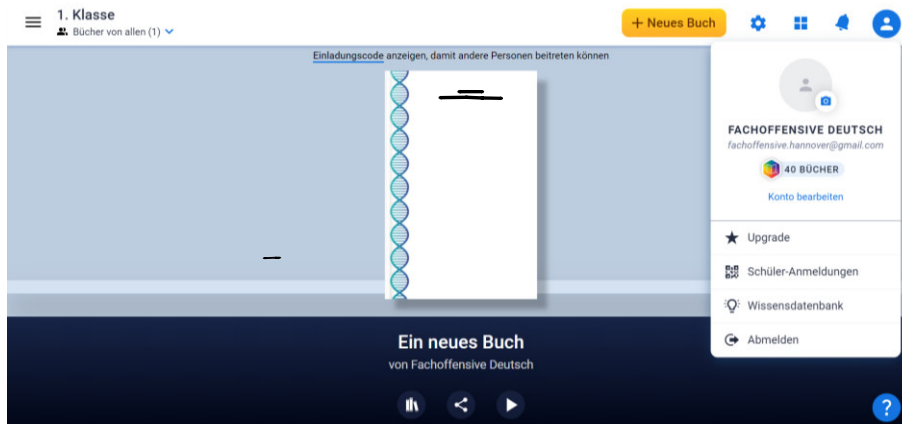 1. Klasse
Bücher von allen (1)
+ Neues Buch
Einladungscode anzeigen, damit andere Personen beitreten können
FACHOFFENSIVE DEUTSCH
fachoffensive.hannover@gmail.com
40 BÜCHER
Konto bearbeiten
Upgrade
Schüler-Anmeldungen
Wissensdatenbank
Abmelden
Ein neues Buch
von Fachoffensive Deutsch
?